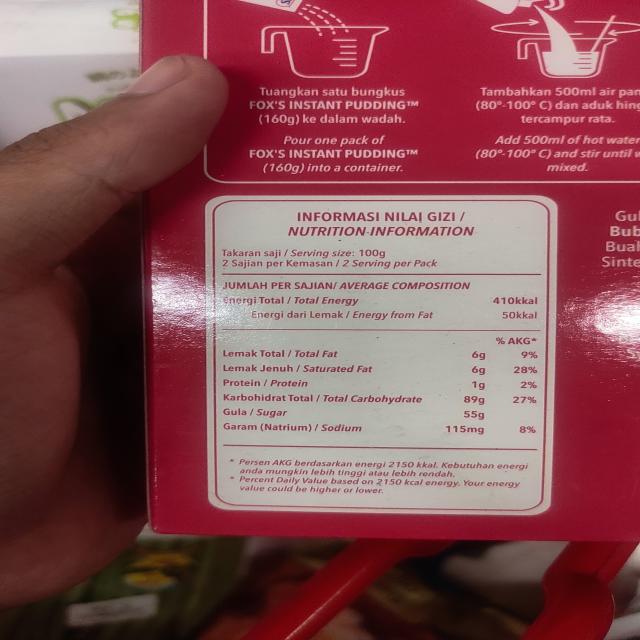 Tuangkan satu bungkus
FOX'S INSTANT PUDDING™
(160g) ke dalam wadah.
Pour one pack of
FOX'S INSTANT PUDDING™
(160g) into a container.
Tambahkan 500ml air
(80°-100° C) dan aduk
tercampur rata.
Add 500ml of hot water
(80°-100° C) and stir until
mixed.
INFORMASI NILAI GIZI /
NUTRITION INFORMATION
Takaran saji / Serving size: 100g
2 Sajian per Kemasan / 2 Serving per Pack
JUMLAH PER SAJIAN/ AVERAGE COMPOSITION
Energi Total / Total Energy 410kkal
Energi dari Lemak / Energy from Fat 50kkal
% AKG*
Lemak Total / Total Fat 6g 9%
Lemak Jenuh / Saturated Fat 6g 28%
Protein / Protein 1g 2%
Karbohidrat Total / Total Carbohydrate 89g 27%
Gula / Sugar 55g
Garam (Natrium) / Sodium 115mg 8%
* Persen AKG berdasarkan energi 2150 kkal. Kebutuhan energi
anda mungkin lebih tinggi atau lebih rendah.
* Percent Daily Value based on 2150 kcal energy. Your energy
value could be higher or lower.